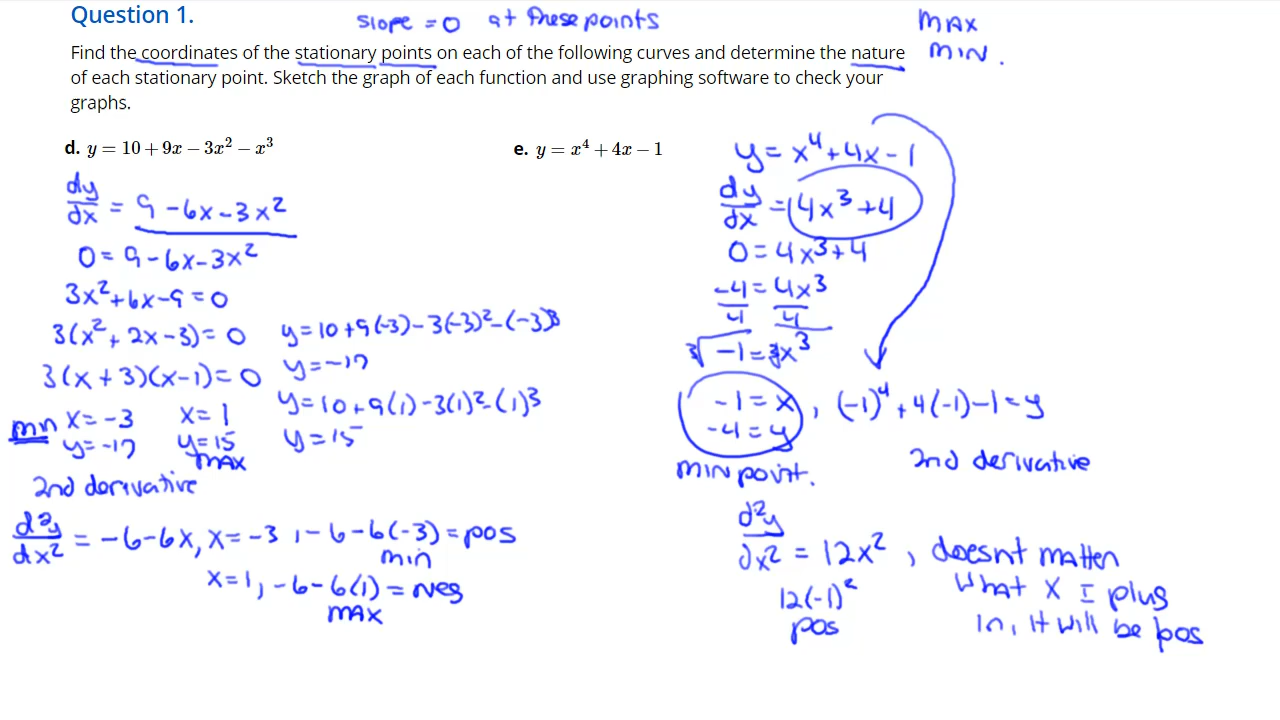 Question 1.
slope = 0 at these points
MAX
MIN.
Find the coordinates of the stationary points on each of the following curves and determine the nature
of each stationary point. Sketch the graph of each function and use graphing software to check your
graphs.
d. y = 10 + 9x − 3x² − x³
dy/dx = 9 - 6x - 3x²
0 = 9 - 6x - 3x²
3x² + 6x - 9 = 0
3(x² + 2x - 3) = 0
3(x + 3)(x - 1) = 0
min x = -3 x = 1
y = -17 y = 15
MAX
y = 10 + 9(-3) - 3(-3)² - (-3)³
y = -17
y = 10 + 9(1) - 3(1)² - (1)³
y = 15
2nd derivative
d²y/dx² = -6 - 6x, x = -3, -6 - 6(-3) = pos
min
x = 1, -6 - 6(1) = neg
MAX
e. y = x⁴ + 4x − 1
y = x⁴ + 4x - 1
dy/dx = (4x³ + 4
0 = 4x³ + 4
-4 = 4x³
4 4
³√-1 = ³√x³
-1 = x, (-1)⁴ + 4(-1) - 1 = y
-4 = y
MIN point.
2nd derivative
d²y/dx² = 12x², doesnt matter
what x I plug
in, it will be pos
12(-1)²
pos